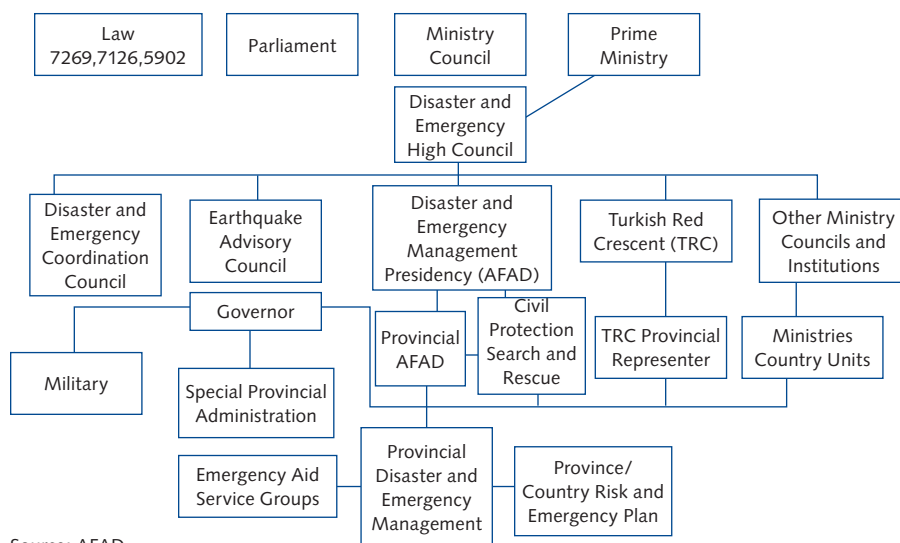 Law
7269,7126,5902
Parliament
Ministry
Council
Prime
Ministry
Disaster and
Emergency
High Council
Disaster and
Emergency
Coordination
Council
Earthquake
Advisory
Council
Disaster and
Emergency
Management
Presidency (AFAD)
Turkish Red
Crescent (TRC)
Other Ministry
Councils and
Institutions
Governor
Military
Special Provincial
Administration
Provincial
AFAD
Civil
Protection
Search and
Rescue
TRC Provincial
Representer
Ministries
Country Units
Emergency Aid
Service Groups
Provincial
Disaster and
Emergency
Management
Province/
Country Risk and
Emergency Plan
Source: AFAD